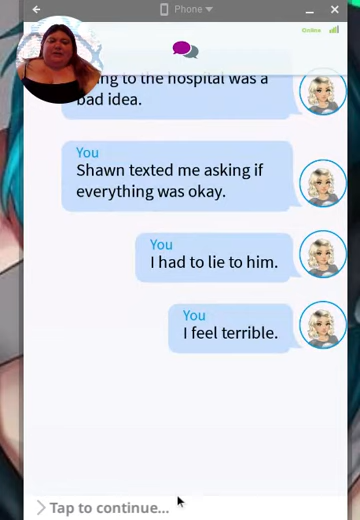 Phone
Online
to the hospital was a
bad idea.
You
Shawn texted me asking if
everything was okay.
You
I had to lie to him.
You
I feel terrible.
Tap to continue...